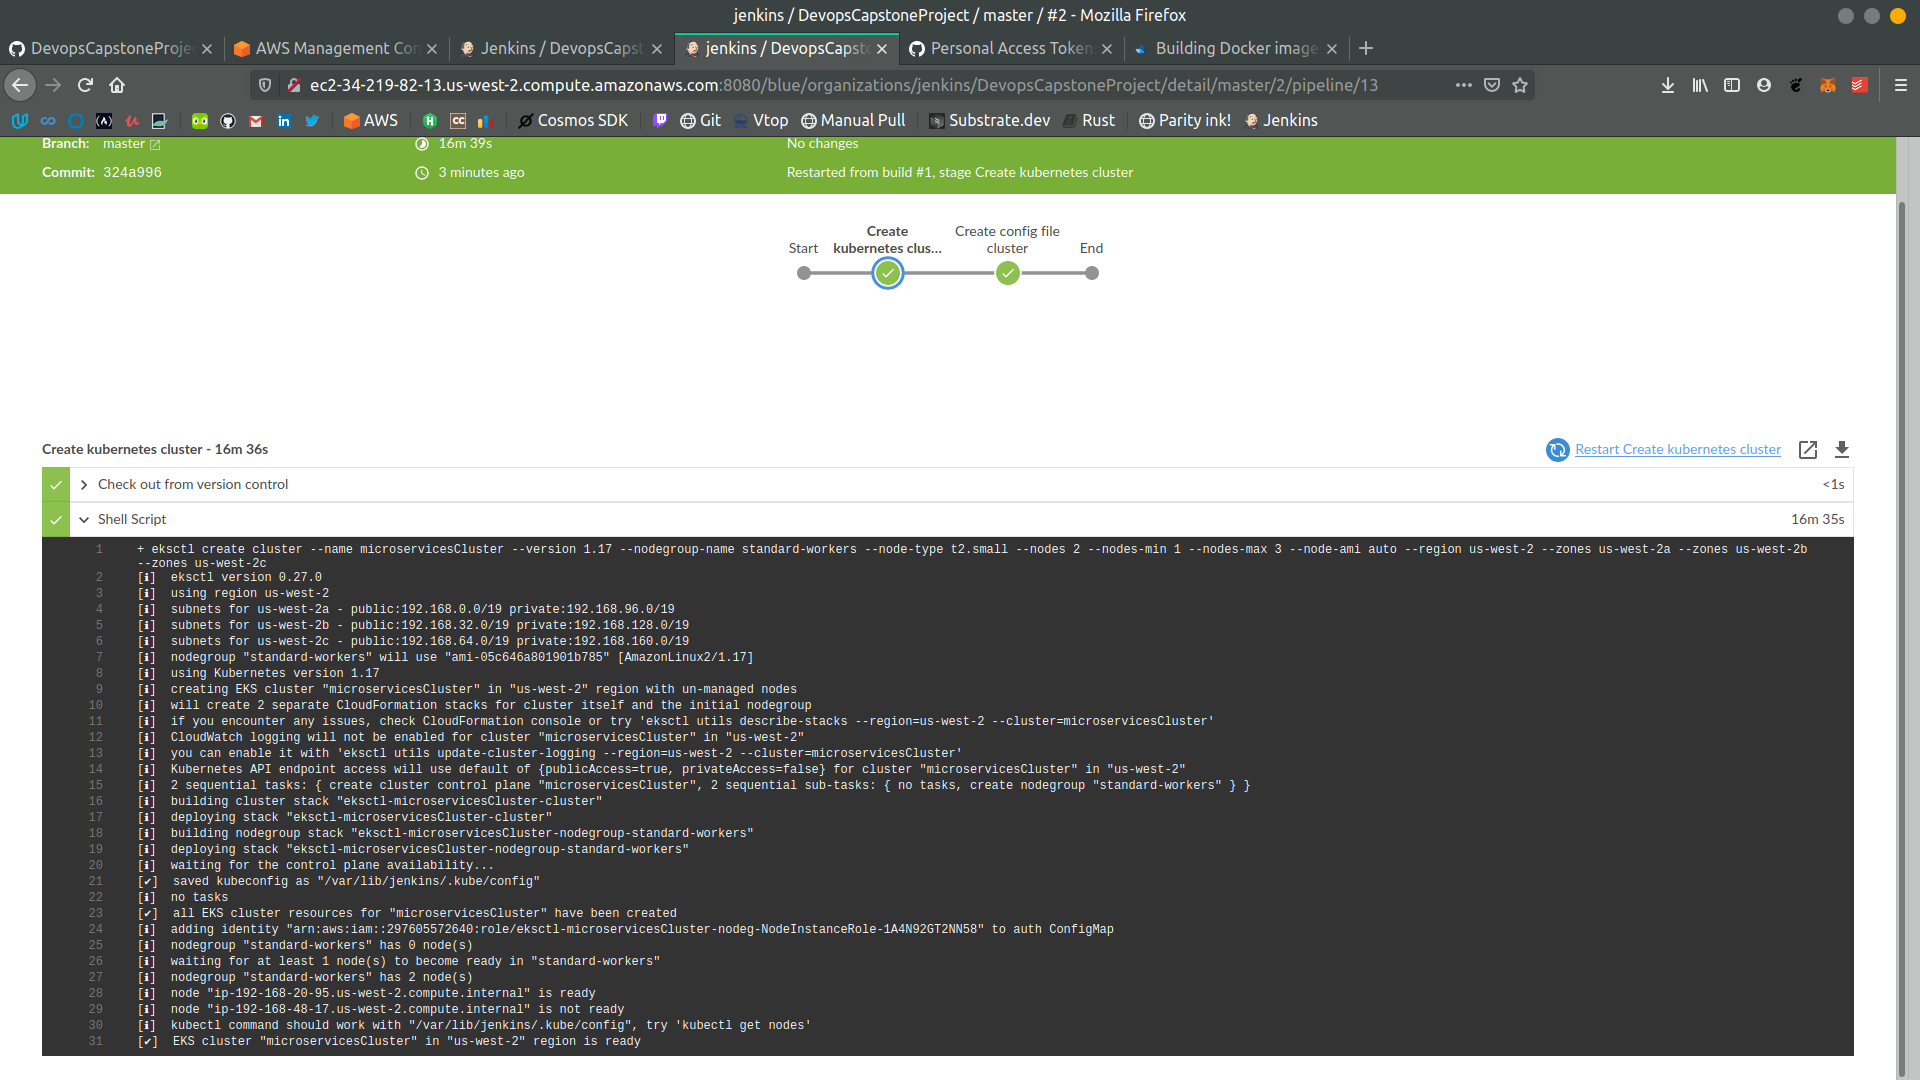 jenkins / DevopsCapstoneProject / master / #2 - Mozilla Firefox
DevopsCapstoneProje
AWS Management Con
Jenkins / DevopsCapst
jenkins / DevopsCapsto
Personal Access Token
Building Docker image
ec2-34-219-82-13.us-west-2.compute.amazonaws.com:8080/blue/organizations/jenkins/DevopsCapstoneProject/detail/master/2/pipeline/13
AWS
Cosmos SDK
Git
Vtop
Manual Pull
Substrate.dev
Rust
Parity ink!
Jenkins
Branch: master
16m 39s
No changes
Commit: 324a996
3 minutes ago
Restarted from build #1, stage Create kubernetes cluster
Start
Create
kubernetes clus...
Create config file
cluster
End
Create kubernetes cluster - 16m 36s
Restart Create kubernetes cluster
Check out from version control
<1s
Shell Script
16m 35s
1 + eksctl create cluster --name microservicesCluster --version 1.17 --nodegroup-name standard-workers --node-type t2.small --nodes 2 --nodes-min 1 --nodes-max 3 --node-ami auto --region us-west-2 --zones us-west-2a --zones us-west-2b
--zones us-west-2c
2 [ℹ] eksctl version 0.27.0
3 [ℹ] using region us-west-2
4 [ℹ] subnets for us-west-2a - public:192.168.0.0/19 private:192.168.96.0/19
5 [ℹ] subnets for us-west-2b - public:192.168.32.0/19 private:192.168.128.0/19
6 [ℹ] subnets for us-west-2c - public:192.168.64.0/19 private:192.168.160.0/19
7 [ℹ] nodegroup "standard-workers" will use "ami-05c646a801901b785" [AmazonLinux2/1.17]
8 [ℹ] using Kubernetes version 1.17
9 [ℹ] creating EKS cluster "microservicesCluster" in "us-west-2" region with un-managed nodes
10 [ℹ] will create 2 separate CloudFormation stacks for cluster itself and the initial nodegroup
11 [ℹ] if you encounter any issues, check CloudFormation console or try 'eksctl utils describe-stacks --region=us-west-2 --cluster=microservicesCluster'
12 [ℹ] CloudWatch logging will not be enabled for cluster "microservicesCluster" in "us-west-2"
13 [ℹ] you can enable it with 'eksctl utils update-cluster-logging --region=us-west-2 --cluster=microservicesCluster'
14 [ℹ] Kubernetes API endpoint access will use default of {publicAccess=true, privateAccess=false} for cluster "microservicesCluster" in "us-west-2"
15 [ℹ] 2 sequential tasks: { create cluster control plane "microservicesCluster", 2 sequential sub-tasks: { no tasks, create nodegroup "standard-workers" } }
16 [ℹ] building cluster stack "eksctl-microservicesCluster-cluster"
17 [ℹ] deploying stack "eksctl-microservicesCluster-cluster"
18 [ℹ] building nodegroup stack "eksctl-microservicesCluster-nodegroup-standard-workers"
19 [ℹ] deploying stack "eksctl-microservicesCluster-nodegroup-standard-workers"
20 [ℹ] waiting for the control plane availability...
21 [✔] saved kubeconfig as "/var/lib/jenkins/.kube/config"
22 [ℹ] no tasks
23 [✔] all EKS cluster resources for "microservicesCluster" have been created
24 [ℹ] adding identity "arn:aws:iam::297605572640:role/eksctl-microservicesCluster-nodeg-NodeInstanceRole-1A4N92GT2NN58" to auth ConfigMap
25 [ℹ] nodegroup "standard-workers" has 0 node(s)
26 [ℹ] waiting for at least 1 node(s) to become ready in "standard-workers"
27 [ℹ] nodegroup "standard-workers" has 2 node(s)
28 [ℹ] node "ip-192-168-20-95.us-west-2.compute.internal" is ready
29 [ℹ] node "ip-192-168-48-17.us-west-2.compute.internal" is not ready
30 [ℹ] kubectl command should work with "/var/lib/jenkins/.kube/config", try 'kubectl get nodes'
31 [✔] EKS cluster "microservicesCluster" in "us-west-2" region is ready